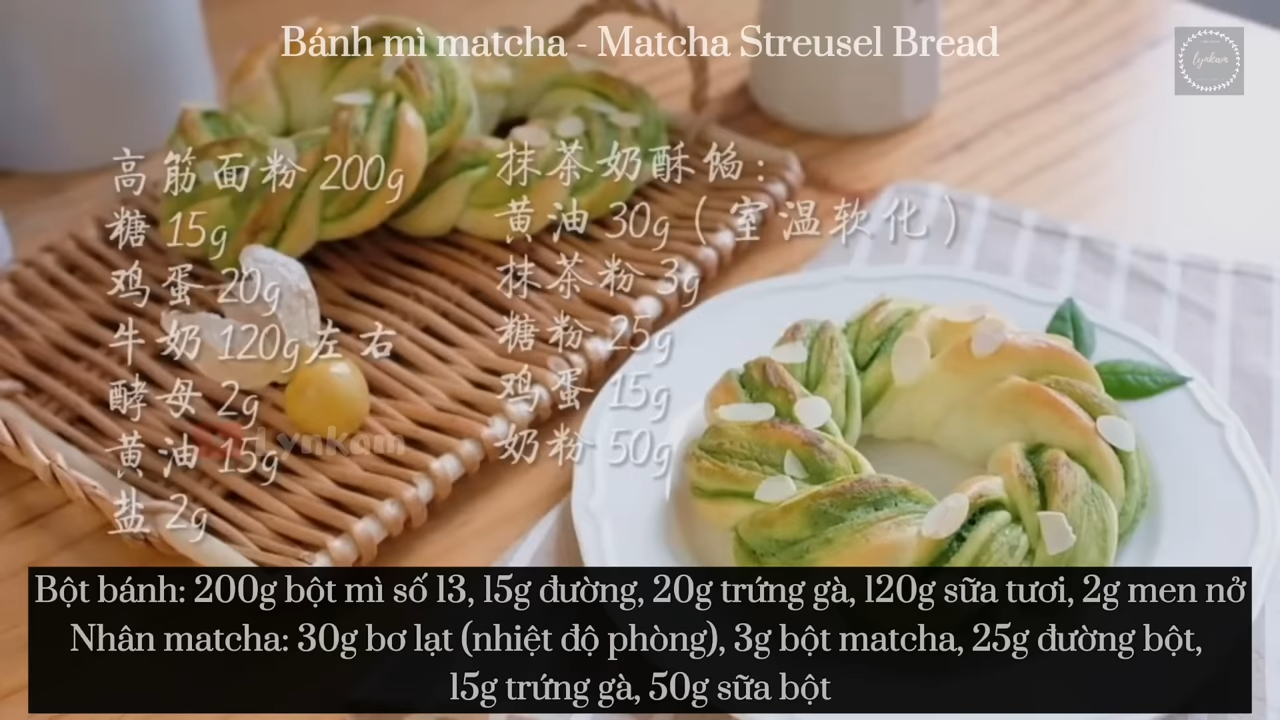 Bánh mì matcha - Matcha Streusel Bread
lynkam
高筋面粉 200g
糖 15g
鸡蛋 20g
牛奶 120g左右
酵母 2g
黄油 15g
盐 2g
Lynkam
抹茶奶酥馅：
黄油 30g（室温软化）
抹茶粉 3g
糖粉 25g
鸡蛋 15g
奶粉 50g
Bột bánh: 200g bột mì số 13, 15g đường, 20g trứng gà, 120g sữa tươi, 2g men nở
Nhân matcha: 30g bơ lạt (nhiệt độ phòng), 3g bột matcha, 25g đường bột,
15g trứng gà, 50g sữa bột